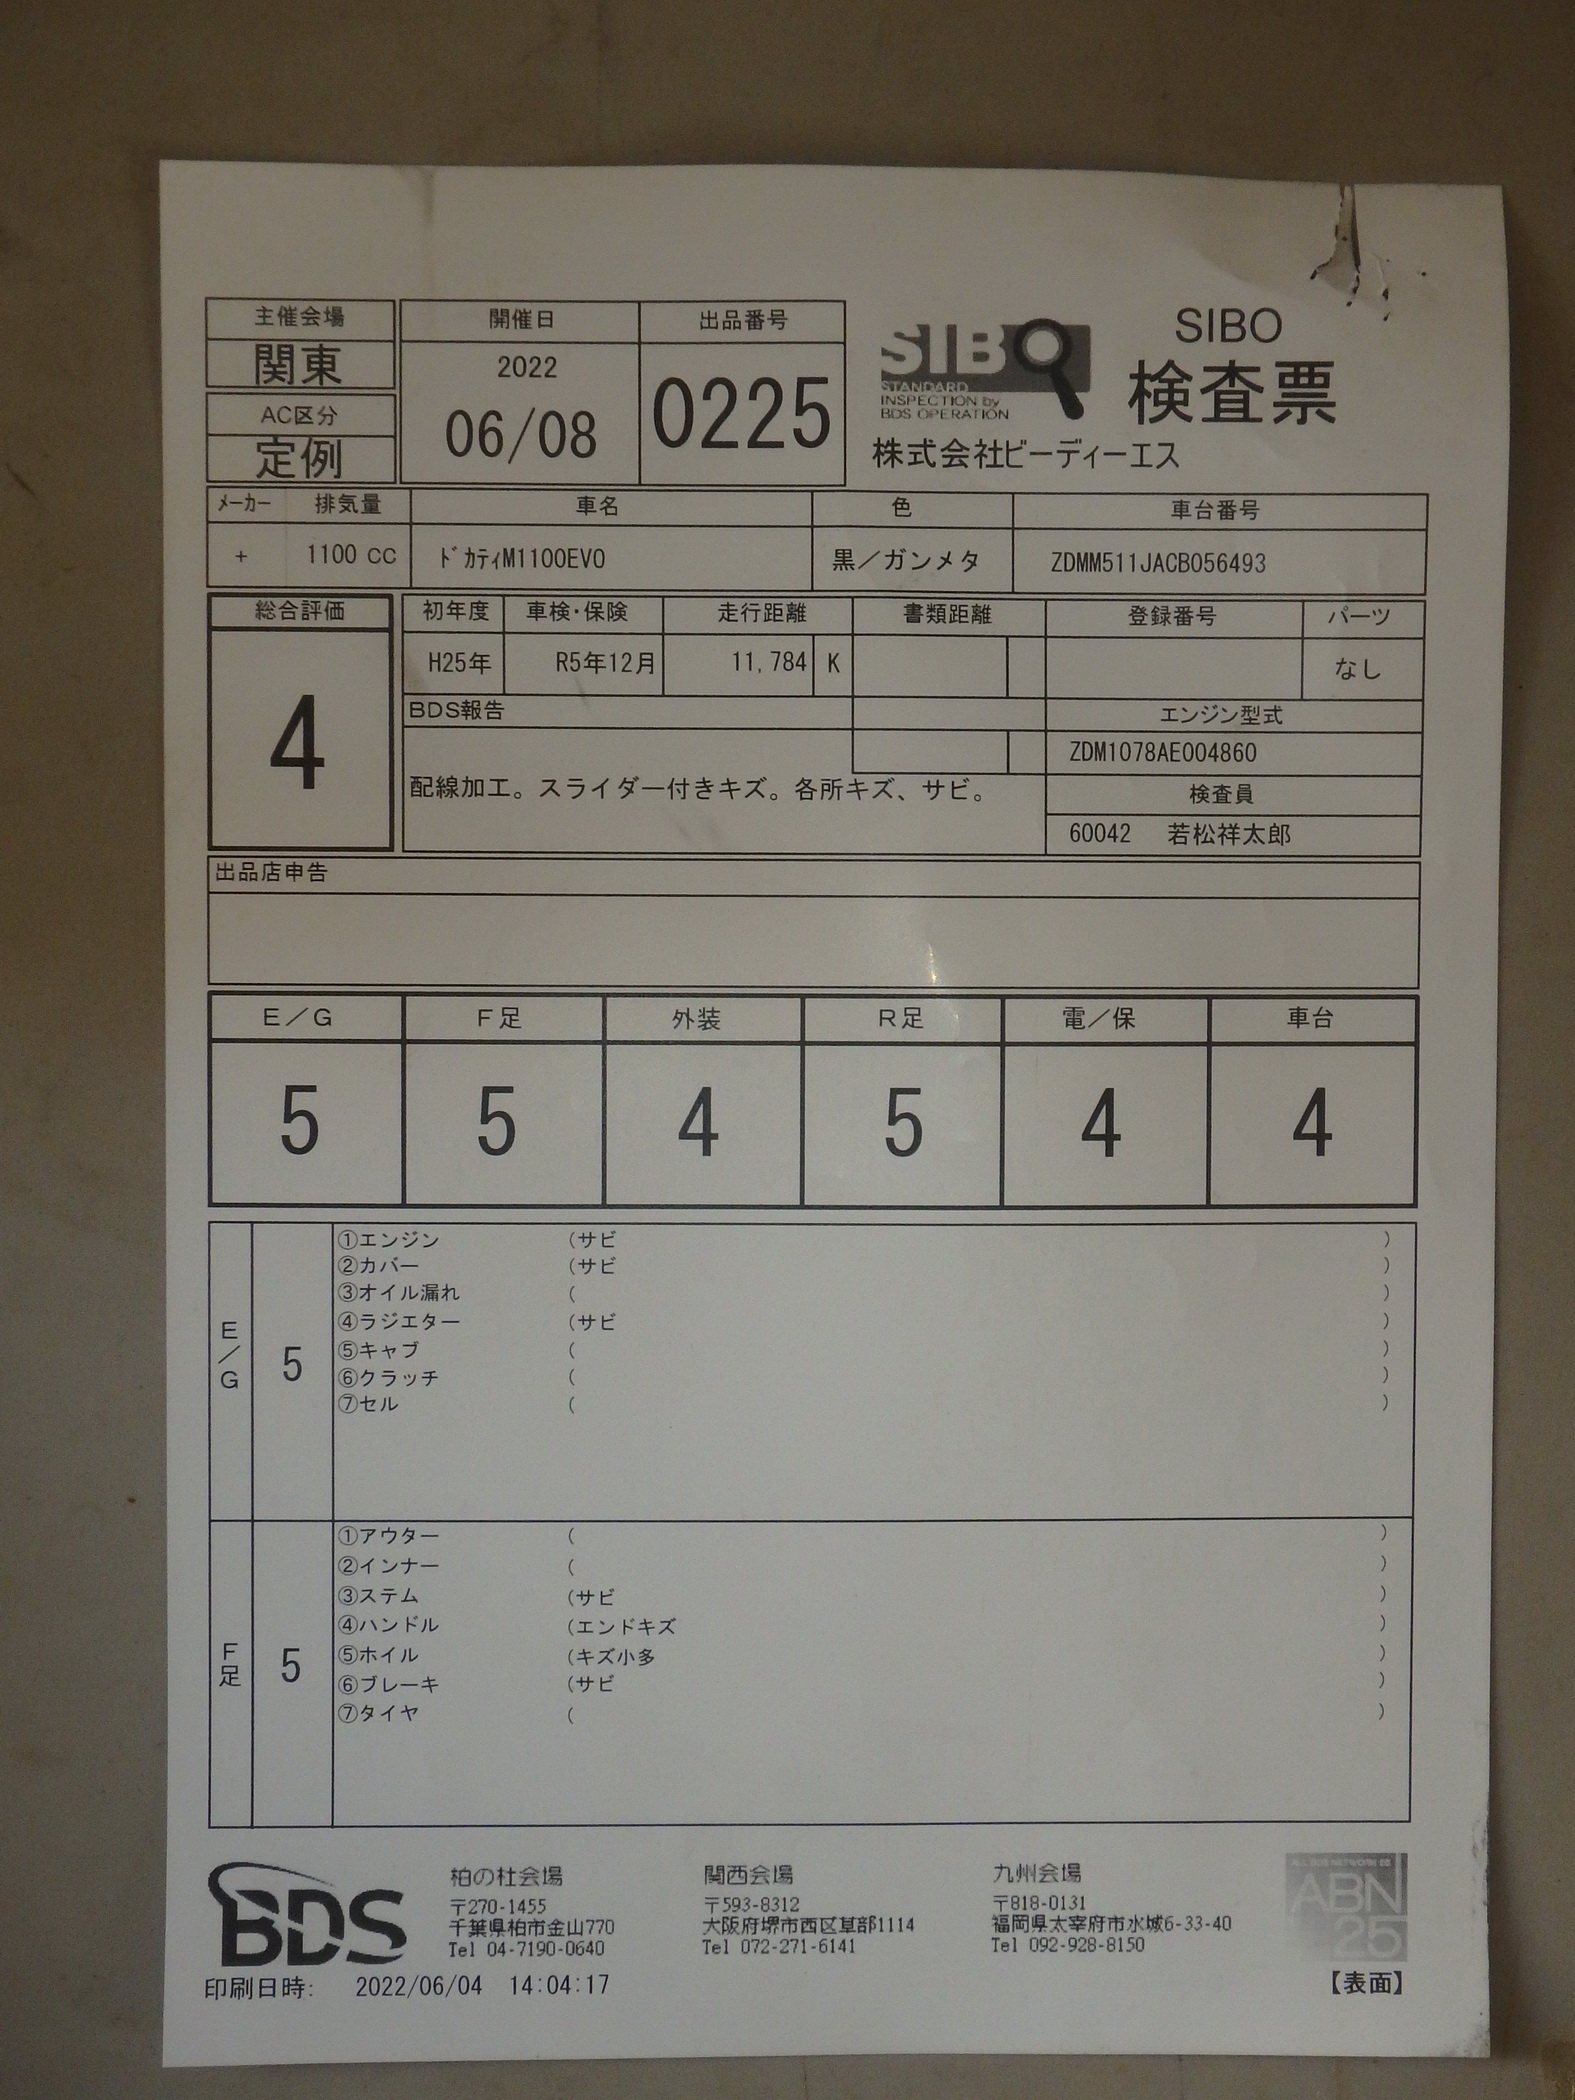 主催会場
関東
AC区分
定例
開催日
2022
06/08
出品番号
0225
SIBO
STANDARD
INSPECTION by
BDS OPERATION
SIBO
検査票
株式会社ビーディーエス
メーカー 排気量 車名 色 車台番号
+ 1100 CC ドカティM1100EVO 黒／ガンメタ ZDMM511JACB056493
総合評価
4
初年度 車検・保険 走行距離 書類距離 登録番号 パーツ
H25年 R5年12月 11,784 K なし
BDS報告
配線加工。スライダー付きキズ。各所キズ、サビ。
エンジン型式
ZDM1078AE004860
検査員
60042 若松祥太郎
出品店申告
E／G F足 外装 R足 電／保 車台
5 5 4 5 4 4
E／G 5
①エンジン (サビ )
②カバー (サビ )
③オイル漏れ ( )
④ラジエター (サビ )
⑤キャブ ( )
⑥クラッチ ( )
⑦セル ( )
F足 5
①アウター ( )
②インナー ( )
③ステム (サビ )
④ハンドル (エンドキズ )
⑤ホイル (キズ小多 )
⑥ブレーキ (サビ )
⑦タイヤ ( )
BDS
柏の杜会場
〒270-1455
千葉県柏市金山770
Tel 04-7190-0640
関西会場
〒593-8312
大阪府堺市西区草部1114
Tel 072-271-6141
九州会場
〒818-0131
福岡県太宰府市水城6-33-40
Tel 092-928-8150
ALL BDS NETWORK 25
ABN
25
印刷日時: 2022/06/04 14:04:17
【表面】